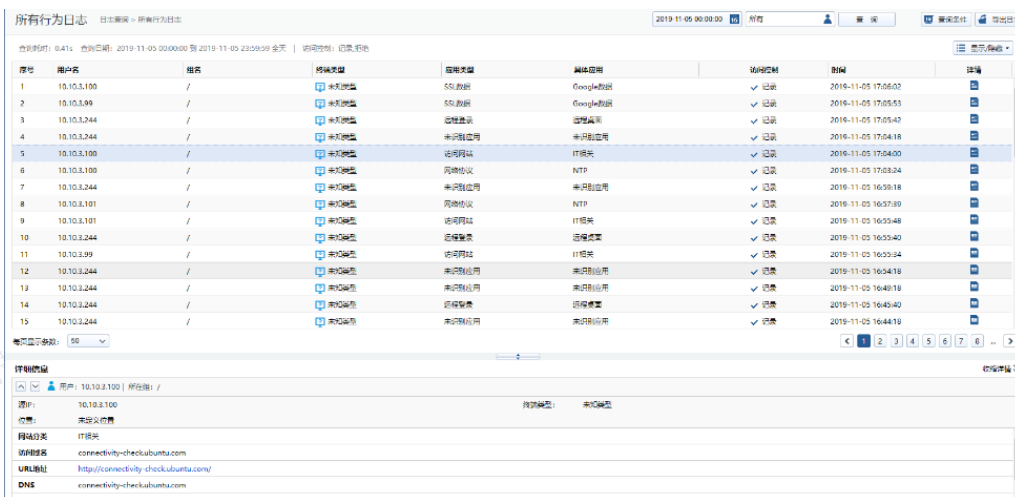 所有行为日志 日志查询 > 所有行为日志 2019-11-05 00:00:00 所有 查 询 查询条件 导出日
查询耗时：0.41s 查询日期：2019-11-05 00:00:00 到 2019-11-05 23:59:59 全天 | 访问控制：记录,拒绝 显示/隐藏
序号 用户名 组名 终端类型 应用类型 具体应用 访问控制 时间 详情
1 10.10.3.100 / 未知类型 SSL数据 Google数据 记录 2019-11-05 17:06:02
2 10.10.3.99 / 未知类型 SSL数据 Google数据 记录 2019-11-05 17:05:53
3 10.10.3.244 / 未知类型 远程登录 远程桌面 记录 2019-11-05 17:05:42
4 10.10.3.244 / 未知类型 未识别应用 未识别应用 记录 2019-11-05 17:04:18
5 10.10.3.100 / 未知类型 访问网站 IT相关 记录 2019-11-05 17:04:00
6 10.10.3.100 / 未知类型 网络协议 NTP 记录 2019-11-05 17:03:24
7 10.10.3.244 / 未知类型 未识别应用 未识别应用 记录 2019-11-05 16:59:18
8 10.10.3.101 / 未知类型 网络协议 NTP 记录 2019-11-05 16:57:39
9 10.10.3.101 / 未知类型 访问网站 IT相关 记录 2019-11-05 16:55:48
10 10.10.3.244 / 未知类型 远程登录 远程桌面 记录 2019-11-05 16:55:40
11 10.10.3.99 / 未知类型 访问网站 IT相关 记录 2019-11-05 16:55:34
12 10.10.3.244 / 未知类型 未识别应用 未识别应用 记录 2019-11-05 16:54:18
13 10.10.3.244 / 未知类型 未识别应用 未识别应用 记录 2019-11-05 16:49:18
14 10.10.3.244 / 未知类型 远程登录 远程桌面 记录 2019-11-05 16:45:40
15 10.10.3.244 / 未知类型 未识别应用 未识别应用 记录 2019-11-05 16:44:18
每页显示条数： 50 1 2 3 4 5 6 7 8 ...
详细信息 收缩详情
用户：10.10.3.100 | 所在组：/
源IP： 10.10.3.100 终端类型： 未知类型
位置： 未定义位置
网站分类 IT相关
访问域名 connectivity-check.ubuntu.com
URL地址 http://connectivity-check.ubuntu.com/
DNS connectivity-check.ubuntu.com